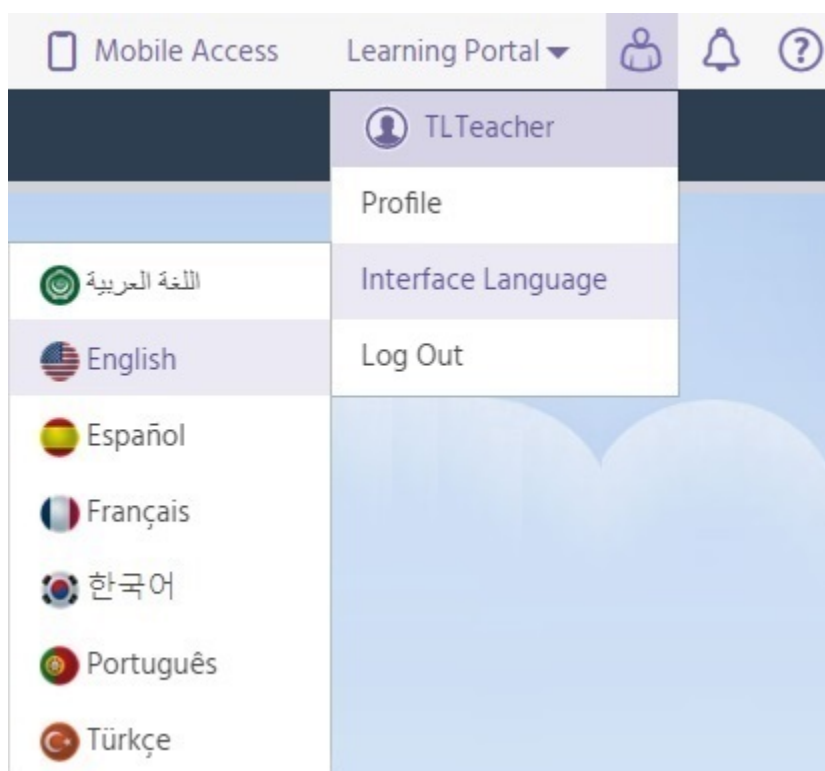 Mobile Access Learning Portal
TLTeacher
Profile
Interface Language
Log Out
اللغة العربية
English
Español
Français
한국어
Português
Türkçe